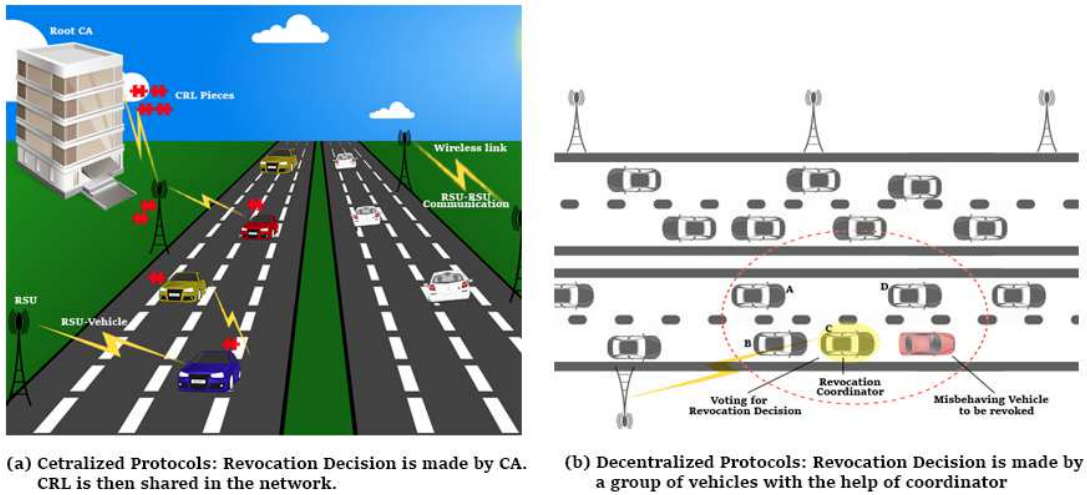 Root CA
CRL Pieces
Wireless link
RSU-RSU
Communication
RSU
RSU-Vehicle
(a) Cetralized Protocols: Revocation Decision is made by CA.
CRL is then shared in the network.
A
D
B
C
Voting for
Revocation Decision
Revocation
Coordinator
Misbehaving Vehicle
to be revoked
(b) Decentralized Protocols: Revocation Decision is made by
a group of vehicles with the help of coordinator